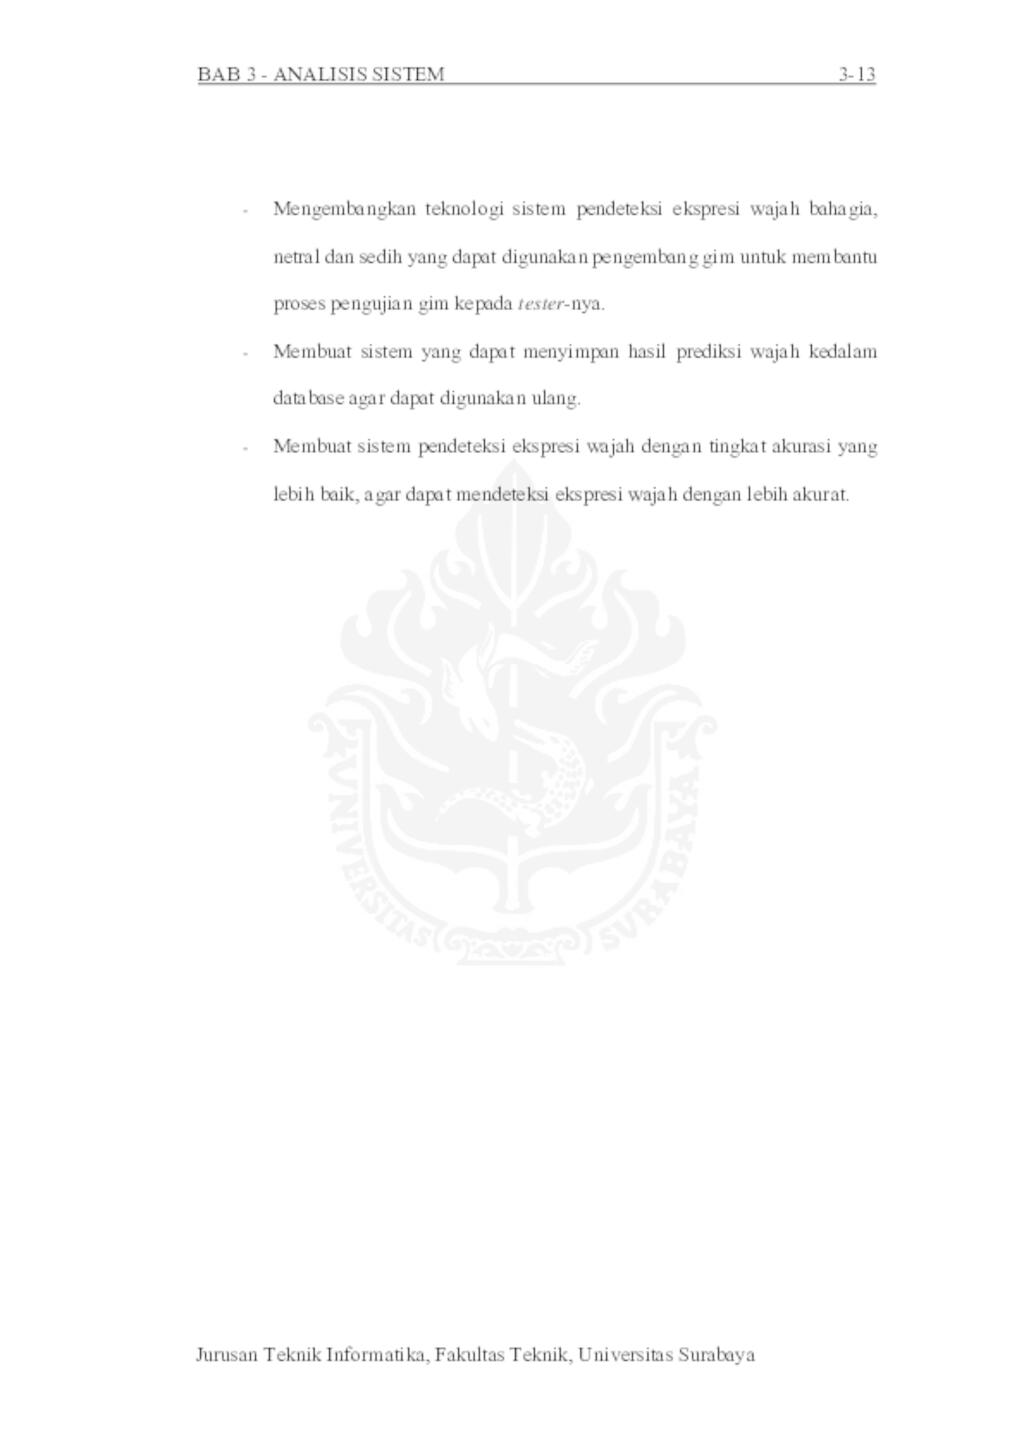 BAB 3 - ANALISIS SISTEM 3-13
- Mengembangkan teknologi sistem pendeteksi ekspresi wajah bahagia,
netral dan sedih yang dapat digunakan pengembang gim untuk membantu
proses pengujian gim kepada tester-nya.
- Membuat sistem yang dapat menyimpan hasil prediksi wajah kedalam
database agar dapat digunakan ulang.
- Membuat sistem pendeteksi ekspresi wajah dengan tingkat akurasi yang
lebih baik, agar dapat mendeteksi ekspresi wajah dengan lebih akurat.
UNIVERSITAS SURABAYA
Jurusan Teknik Informatika, Fakultas Teknik, Universitas Surabaya